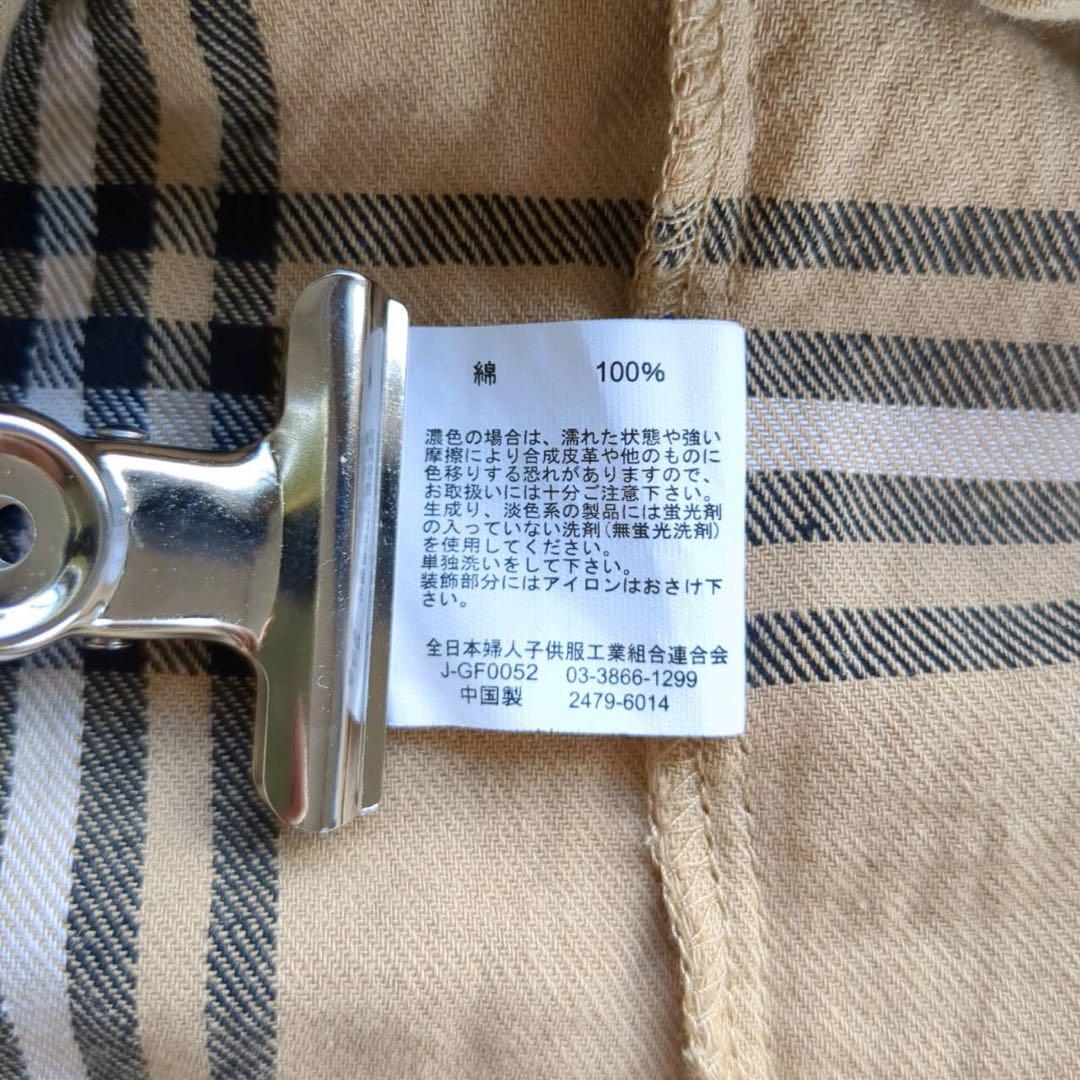 綿 100%
濃色の場合は、濡れた状態や強い
摩擦により合成皮革や他のものに
色移りする恐れがありますので、
お取扱いには十分ご注意下さい。
生成り、淡色系の製品には蛍光剤
の入っていない洗剤(無蛍光洗剤)
を使用してください。
単独洗いをして下さい。
装飾部分にはアイロンはおさけ下
さい。
全日本婦人子供服工業組合連合会
J-GF0052 03-3866-1299
中国製 2479-6014